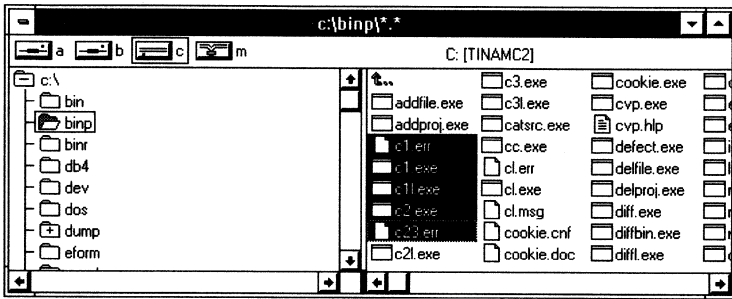 c:\binp\*.*
a b c m C: [TINAMC2]
c:\
bin
binp
binr
db4
dev
dos
dump
eform
addfile.exe
addproj.exe
c1.err
c1.exe
c1l.exe
c2.exe
c23.err
c2l.exe
c3.exe
c3l.exe
catsrc.exe
cc.exe
cl.err
cl.exe
cl.msg
cookie.cnf
cookie.doc
cookie.exe
cvp.exe
cvp.hlp
defect.exe
delfile.exe
delproj.exe
diff.exe
diffbin.exe
diffl.exe